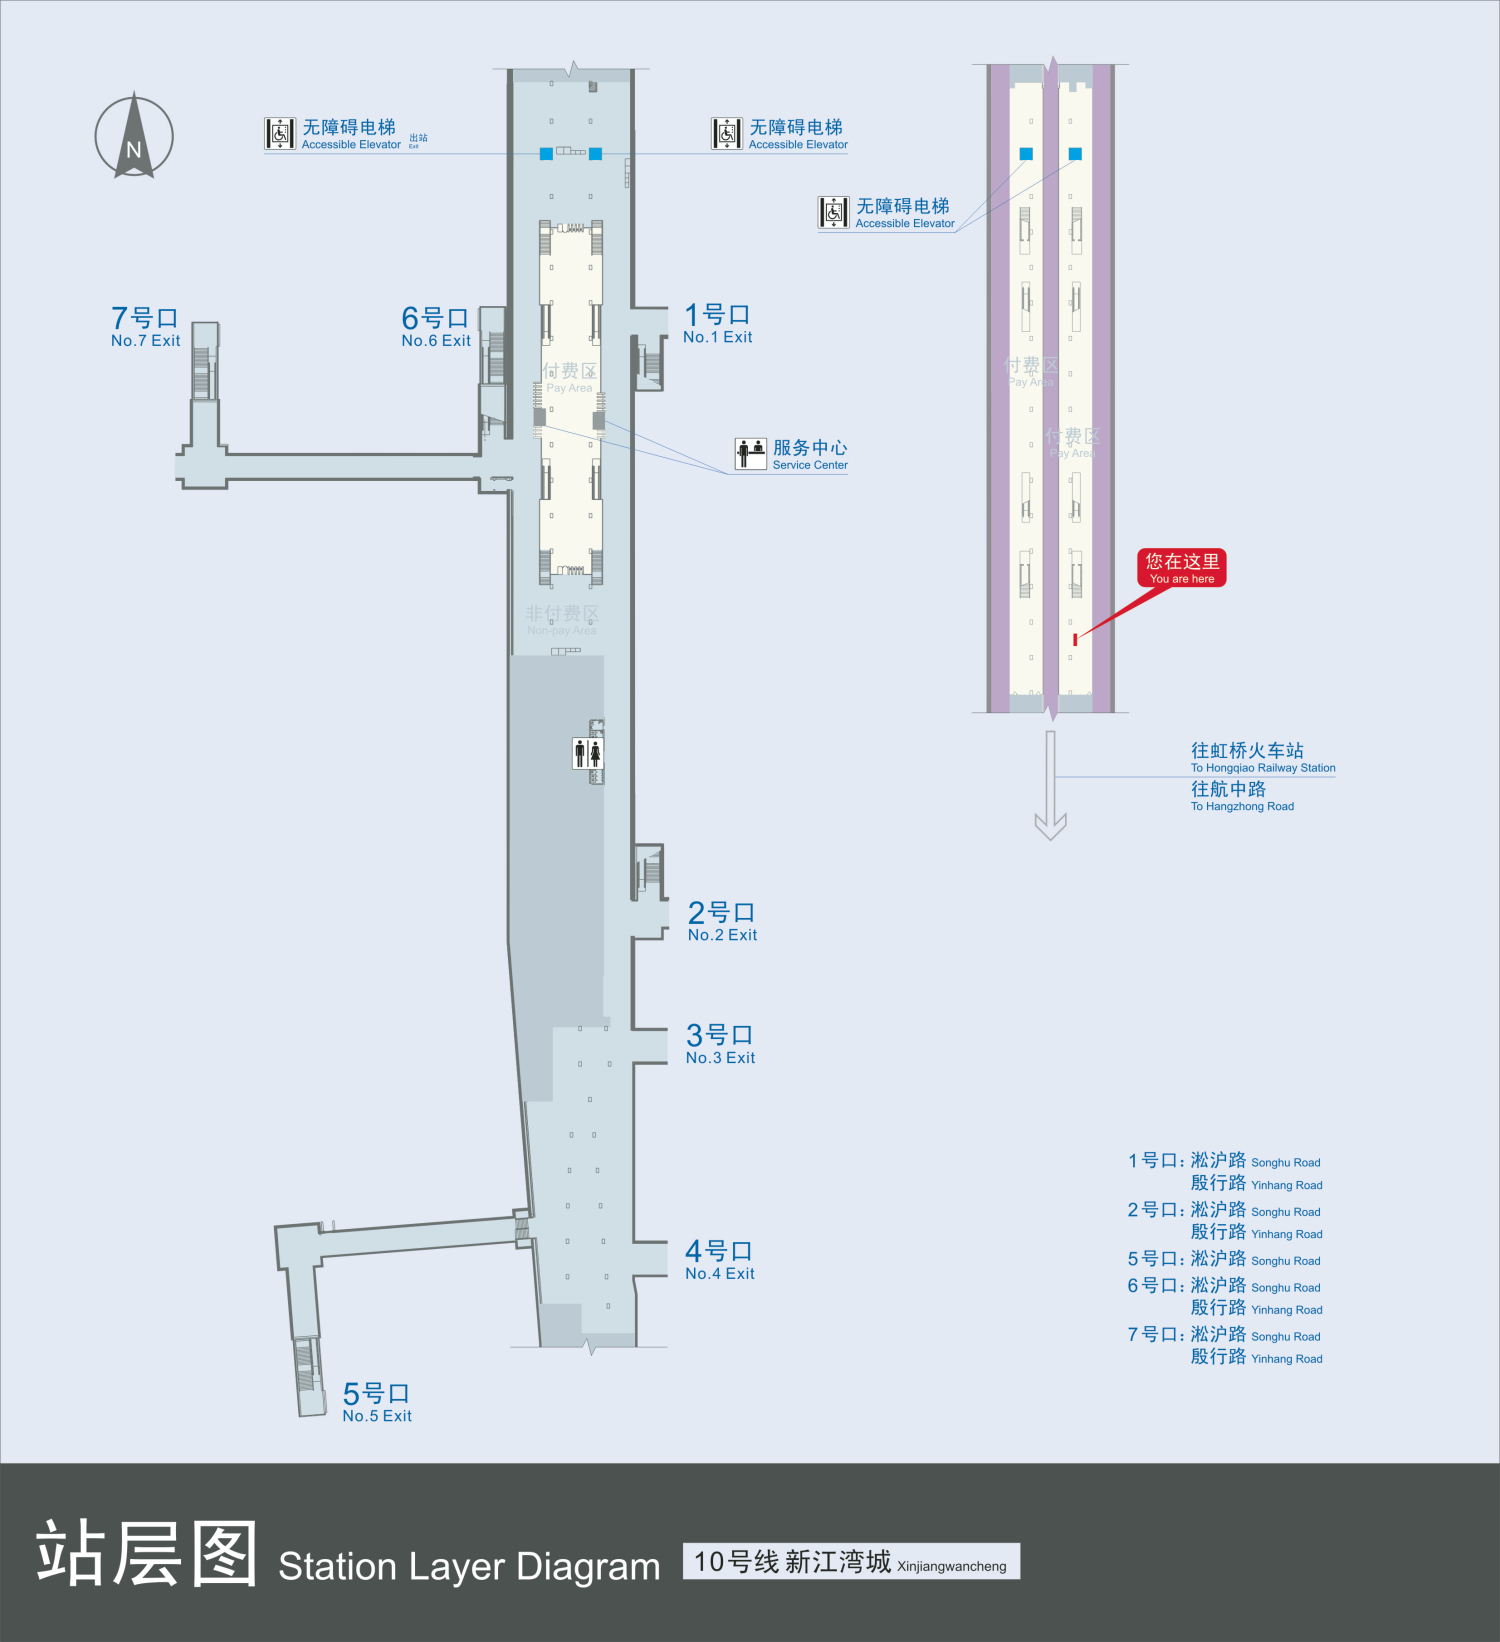 N
无障碍电梯
Accessible Elevator
出站
Exit
无障碍电梯
Accessible Elevator
无障碍电梯
Accessible Elevator
7号口
No.7 Exit
6号口
No.6 Exit
1号口
No.1 Exit
付费区
Pay Area
付费区
Pay Area
付费区
Pay Area
服务中心
Service Center
您在这里
You are here
非付费区
Non-pay Area
往虹桥火车站
To Hongqiao Railway Station
往航中路
To Hangzhong Road
2号口
No.2 Exit
3号口
No.3 Exit
4号口
No.4 Exit
5号口
No.5 Exit
1号口：淞沪路 Songhu Road
殷行路 Yinhang Road
2号口：淞沪路 Songhu Road
殷行路 Yinhang Road
5号口：淞沪路 Songhu Road
6号口：淞沪路 Songhu Road
殷行路 Yinhang Road
7号口：淞沪路 Songhu Road
殷行路 Yinhang Road
站层图 Station Layer Diagram 10号线 新江湾城 Xinjiangwancheng